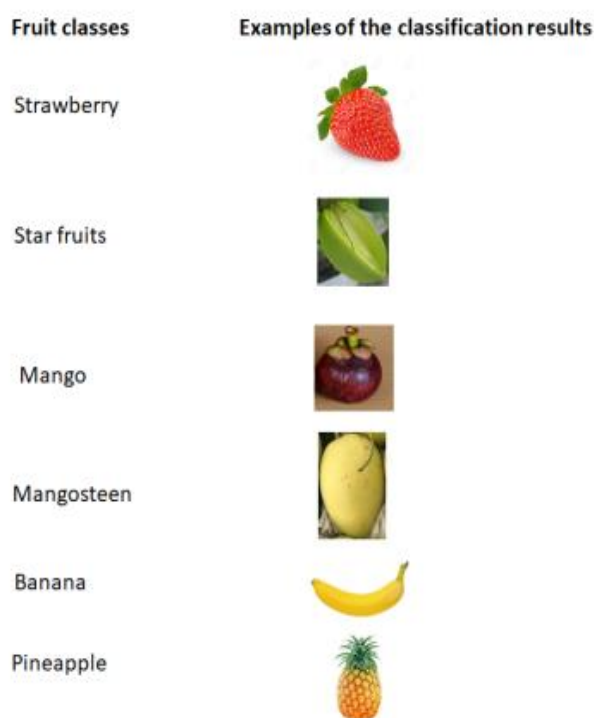 Fruit classes Examples of the classification results
Strawberry
Star fruits
Mango
Mangosteen
Banana
Pineapple